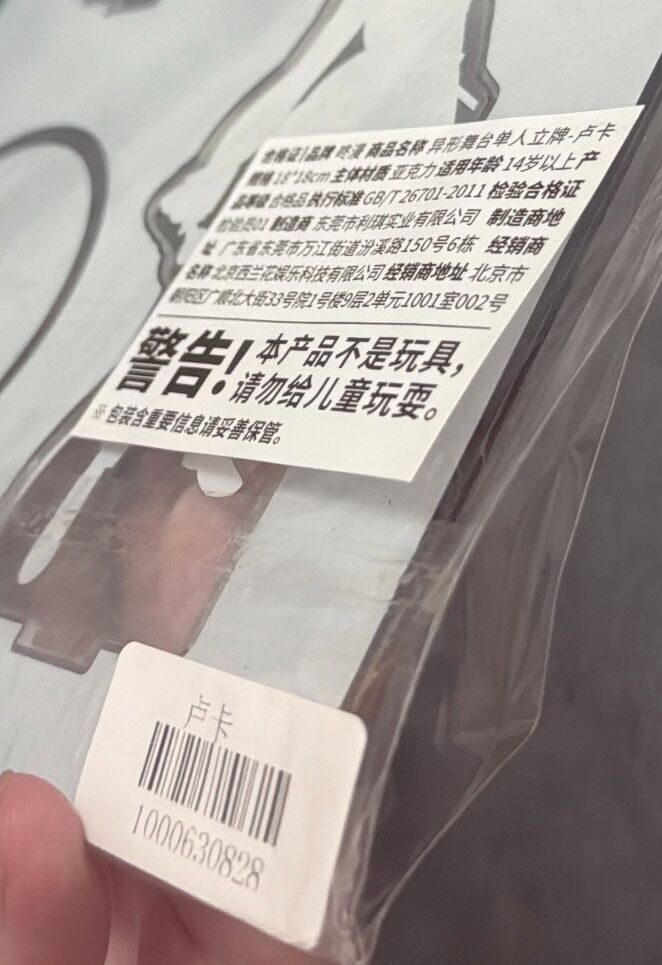 合格证|品牌 咚漫 商品名称 异形舞台单人立牌-卢卡
规格 18*18cm 主体材质 亚克力 适用年龄 14岁以上 产
品等级 合格品 执行标准 GB/T 26701-2011 检验合格证
检验员01 制造商 东莞市利琪实业有限公司 制造商地
址 广东省东莞市万江街道汾溪路150号6栋 经销商
名称 北京西兰花娱乐科技有限公司 经销商地址 北京市
朝阳区广顺北大街33号院1号楼9层2单元1001室002号
警告!
本产品不是玩具,
请勿给儿童玩耍。
※ 包装含重要信息请妥善保管。
卢卡
1000630828